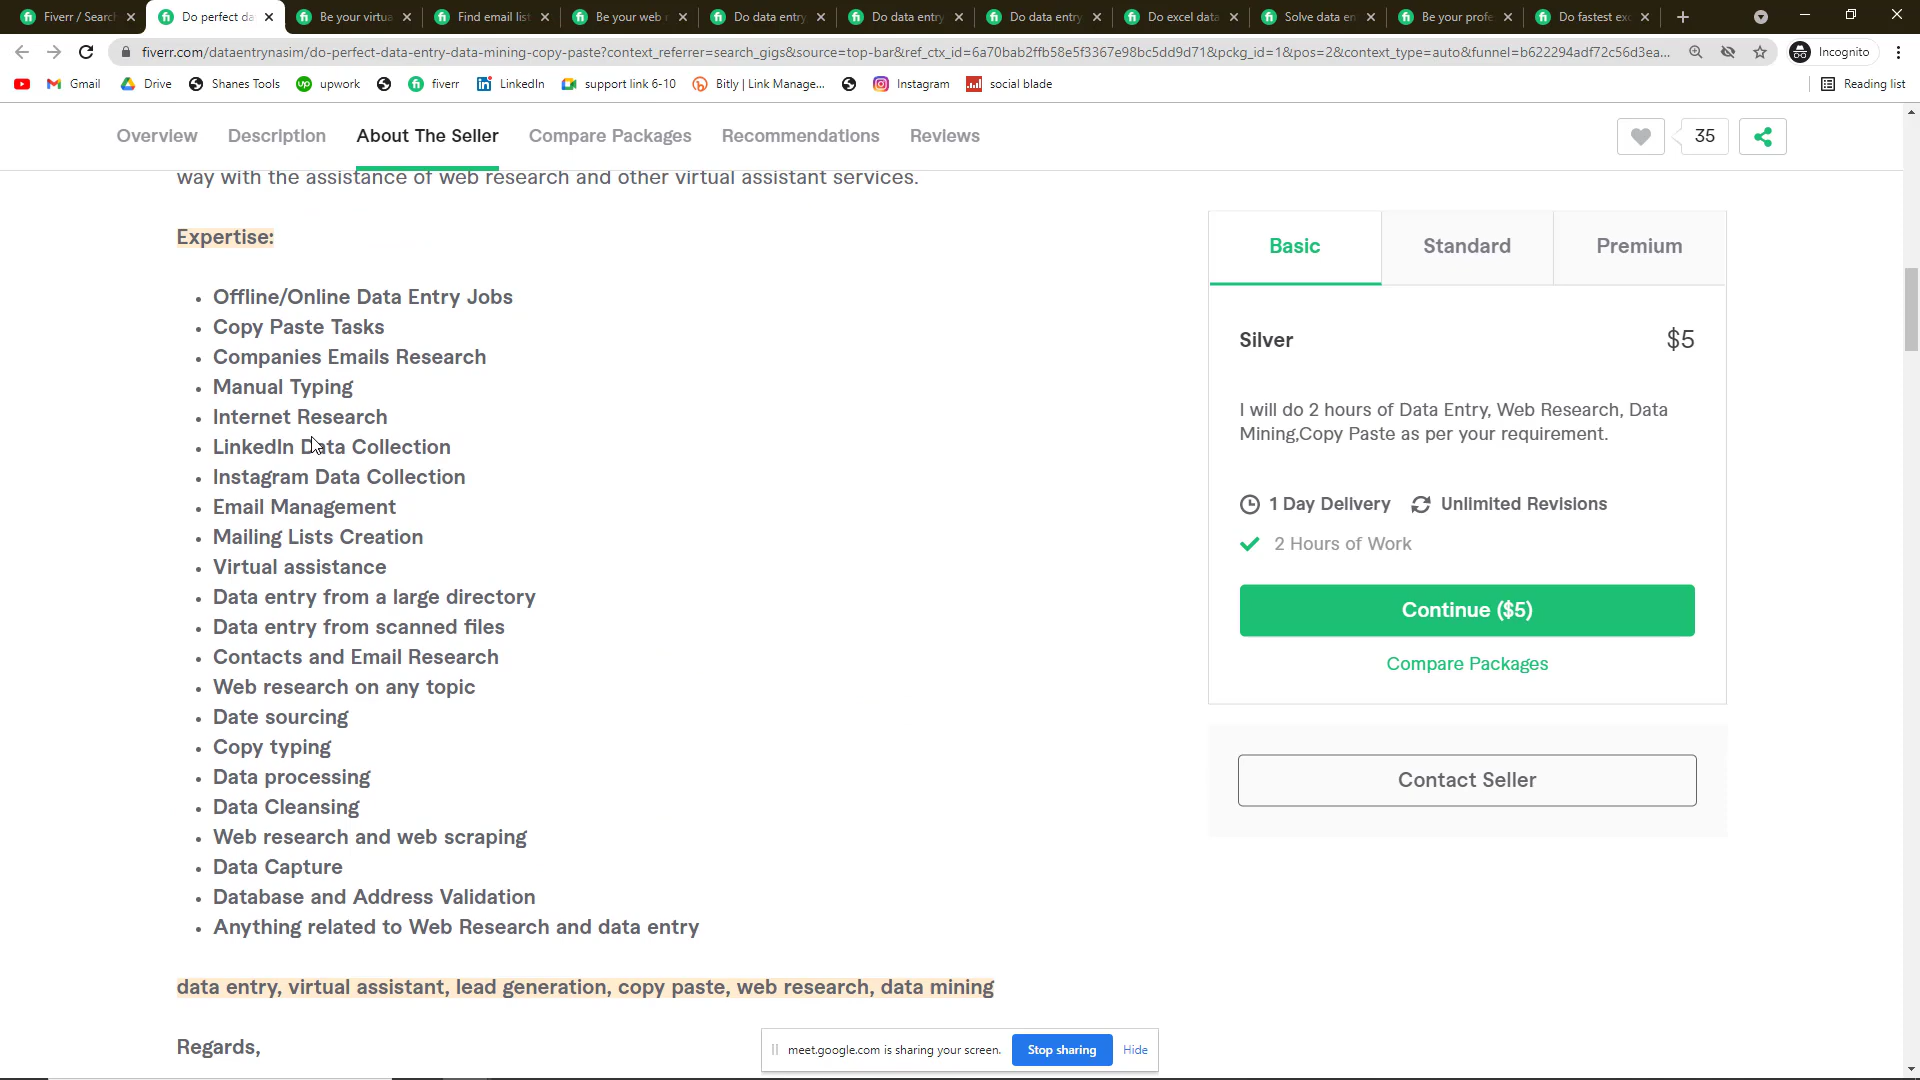 Fiverr / Search
Do perfect da
Be your virtua
Find email list
Be your web r
Do data entry
Do data entry
Do data entry
Do excel data
Solve data en
Be your profe
Do fastest exc
fiverr.com/dataentrynasim/do-perfect-data-entry-data-mining-copy-paste?context_referrer=search_gigs&source=top-bar&ref_ctx_id=6a70bab2ffb58e5f3367e98bc5dd9d71&pckg_id=1&pos=2&context_type=auto&funnel=b622294adf72c56d3ea...
Incognito
Gmail
Drive
Shanes Tools
upwork
fiverr
LinkedIn
support link 6-10
Bitly | Link Manage...
Instagram
social blade
Reading list
Overview
Description
About The Seller
Compare Packages
Recommendations
Reviews
35
way with the assistance of web research and other virtual assistant services.
Expertise:
• Offline/Online Data Entry Jobs
• Copy Paste Tasks
• Companies Emails Research
• Manual Typing
• Internet Research
• LinkedIn Data Collection
• Instagram Data Collection
• Email Management
• Mailing Lists Creation
• Virtual assistance
• Data entry from a large directory
• Data entry from scanned files
• Contacts and Email Research
• Web research on any topic
• Date sourcing
• Copy typing
• Data processing
• Data Cleansing
• Web research and web scraping
• Data Capture
• Database and Address Validation
• Anything related to Web Research and data entry
data entry, virtual assistant, lead generation, copy paste, web research, data mining
Regards,
Basic
Standard
Premium
Silver
$5
I will do 2 hours of Data Entry, Web Research, Data
Mining,Copy Paste as per your requirement.
1 Day Delivery
Unlimited Revisions
2 Hours of Work
Continue ($5)
Compare Packages
Contact Seller
meet.google.com is sharing your screen.
Stop sharing
Hide